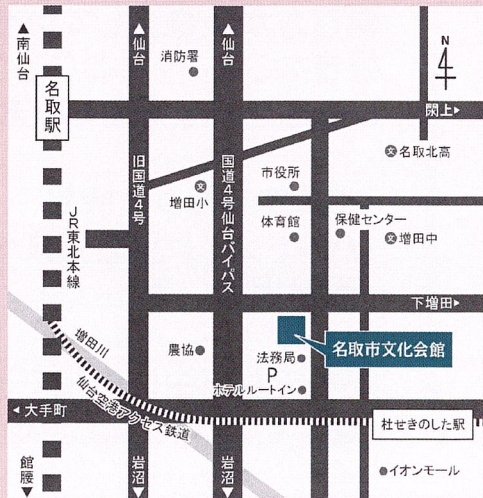 ▲南仙台
▲仙台
▲仙台
消防署
N
4
名取駅
閖上▶
旧国道4号
国道4号仙台バイパス
文 名取北高
文
増田小
市役所
JR東北本線
体育館
保健センター
文 増田中
下増田▶
増田川
農協
法務局
名取市文化会館
P
ホテルルートイン
◀大手町
仙台空港アクセス鉄道
杜せきのした駅
館腰▼
岩沼▼
岩沼▼
イオンモール